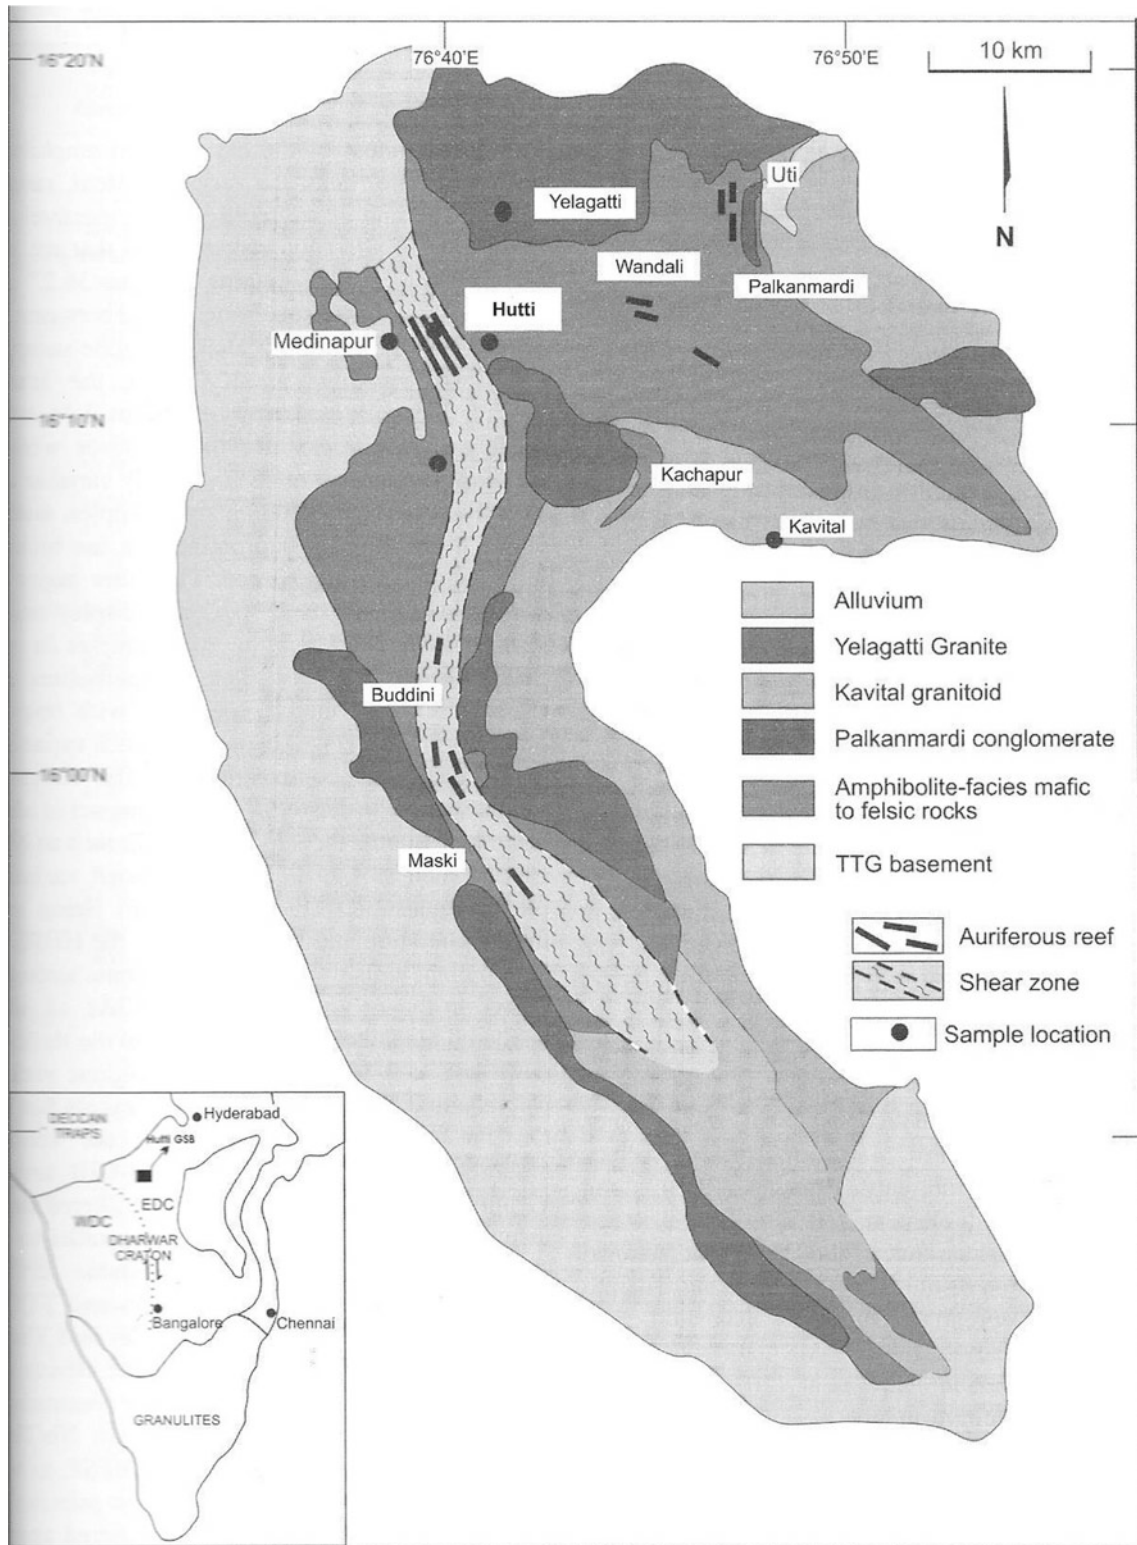 16°20'N
76°40'E
76°50'E
10 km
N
Uti
Yelagatti
Wandali
Palkanmardi
Hutti
Medinapur
16°10'N
Kachapur
Kavital
Alluvium
Yelagatti Granite
Buddini
Kavital granitoid
Palkanmardi conglomerate
16°00'N
Amphibolite-facies mafic
to felsic rocks
Maski
TTG basement
Auriferous reef
Shear zone
Sample location
DECCAN
TRAPS
Hyderabad
Hutti GSB
EDC
WDC
DHARWAR
CRATON
Bangalore
Chennai
GRANULITES